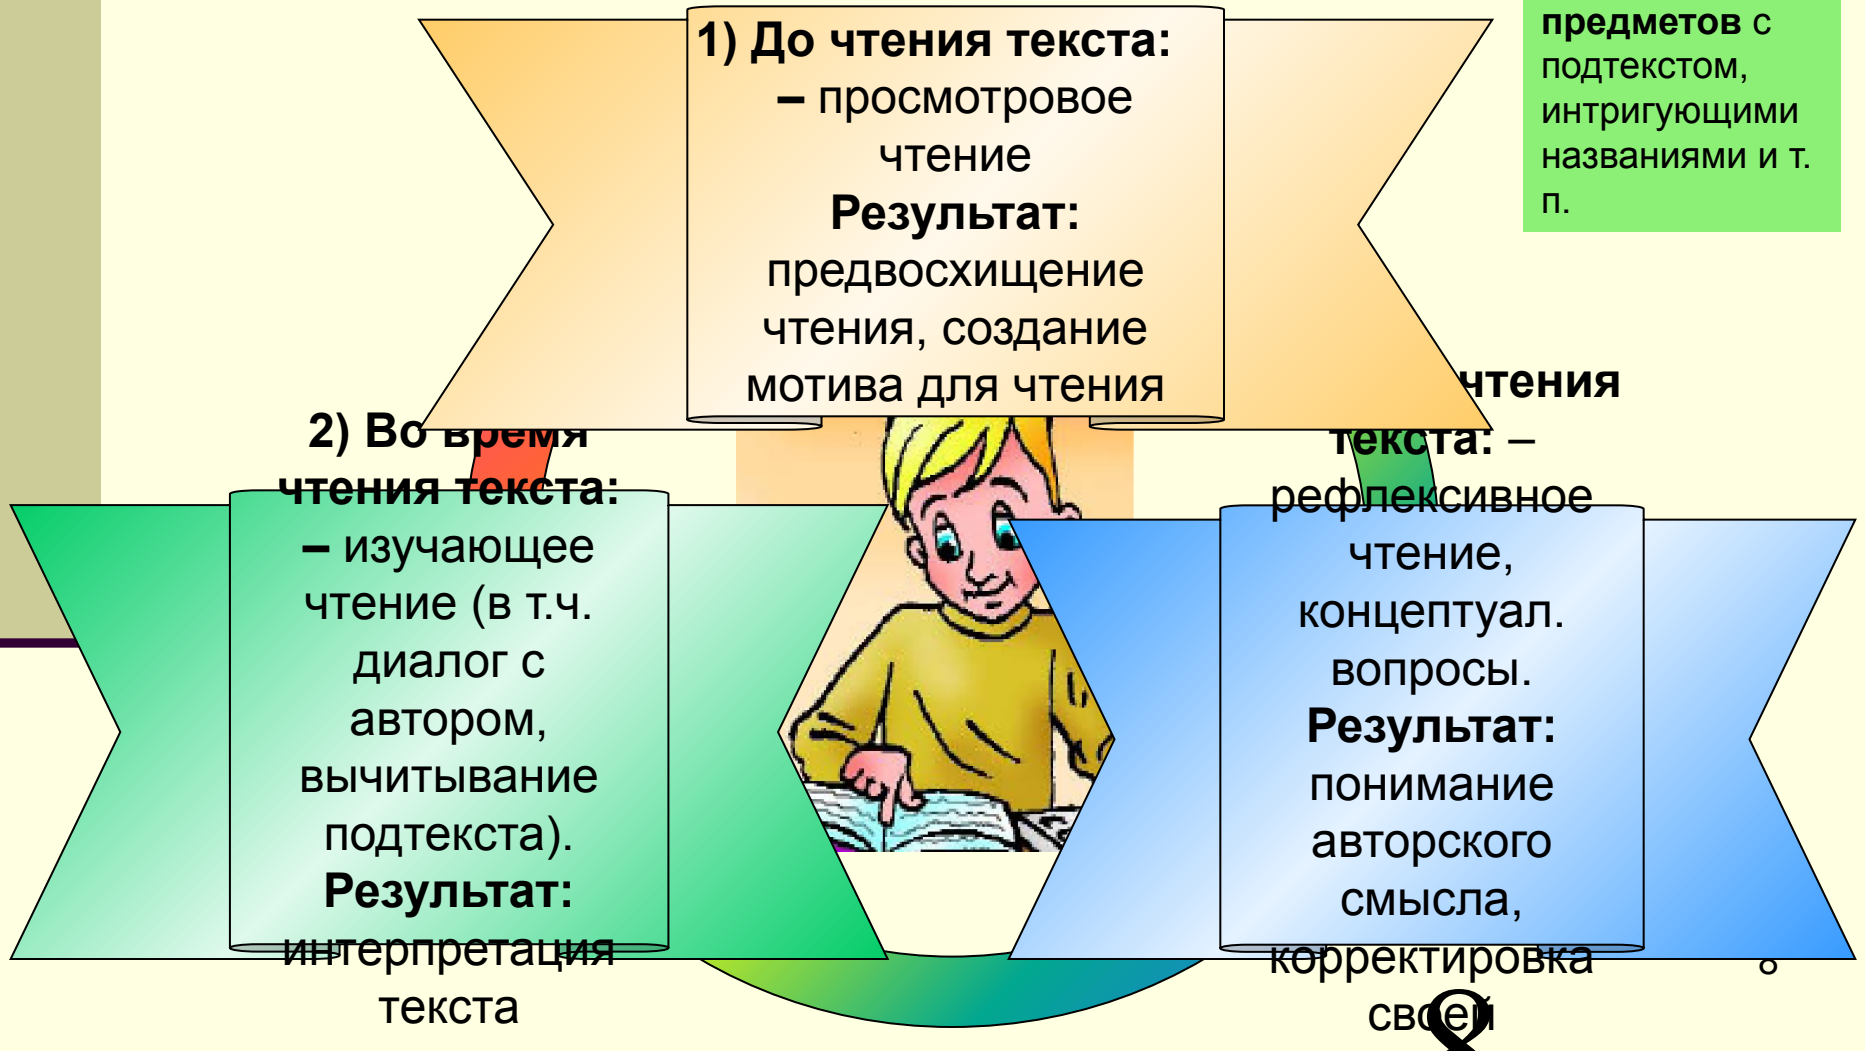 1) До чтения текста:
– просмотровое
чтение
Результат:
предвосхищение
чтения, создание
мотива для чтения
предметов с
подтекстом,
интригующими
названиями и т.
п.
2) Во время
чтения текста:
– изучающее
чтение (в т.ч.
диалог с
автором,
вычитывание
подтекста).
Результат:
интерпретация
текста
чтения
текста: –
рефлексивное
чтение,
концептуал.
вопросы.
Результат:
понимание
авторского
смысла,
корректировка
своей
8